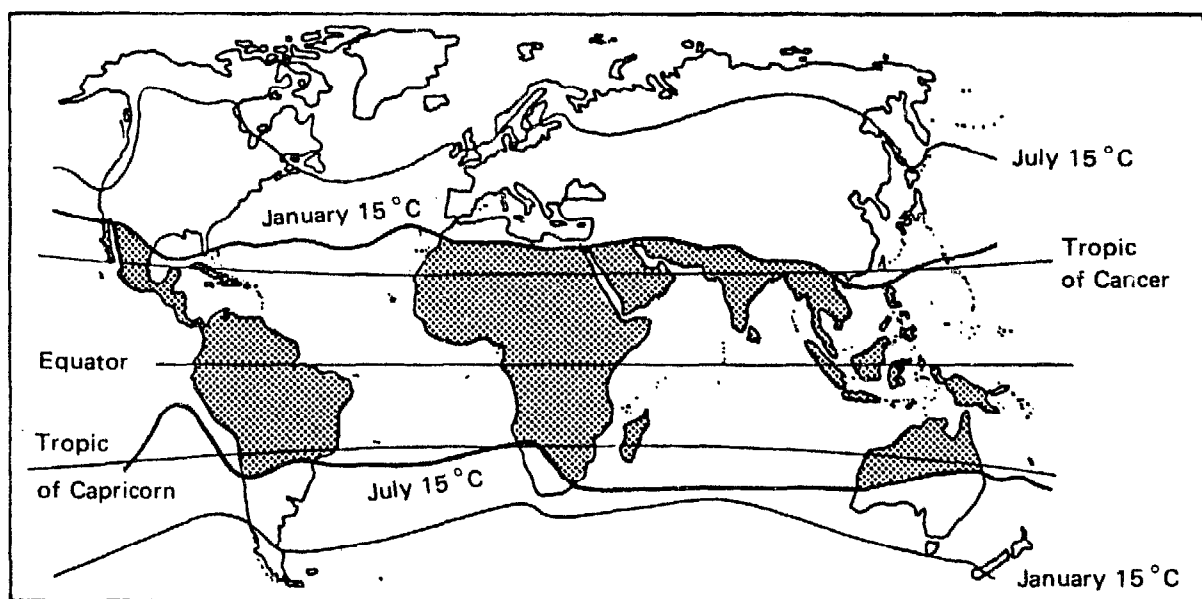 July 15 °C
January 15 °C
Tropic
of Cancer
Equator
Tropic
of Capricorn
July 15 °C
January 15 °C